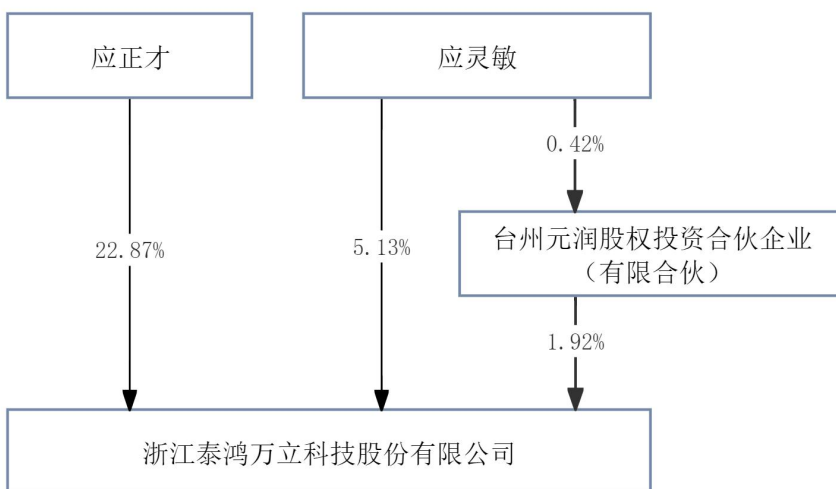 应正才
应灵敏
0.42%
22.87%
5.13%
台州元润股权投资合伙企业
（有限合伙）
1.92%
浙江泰鸿万立科技股份有限公司